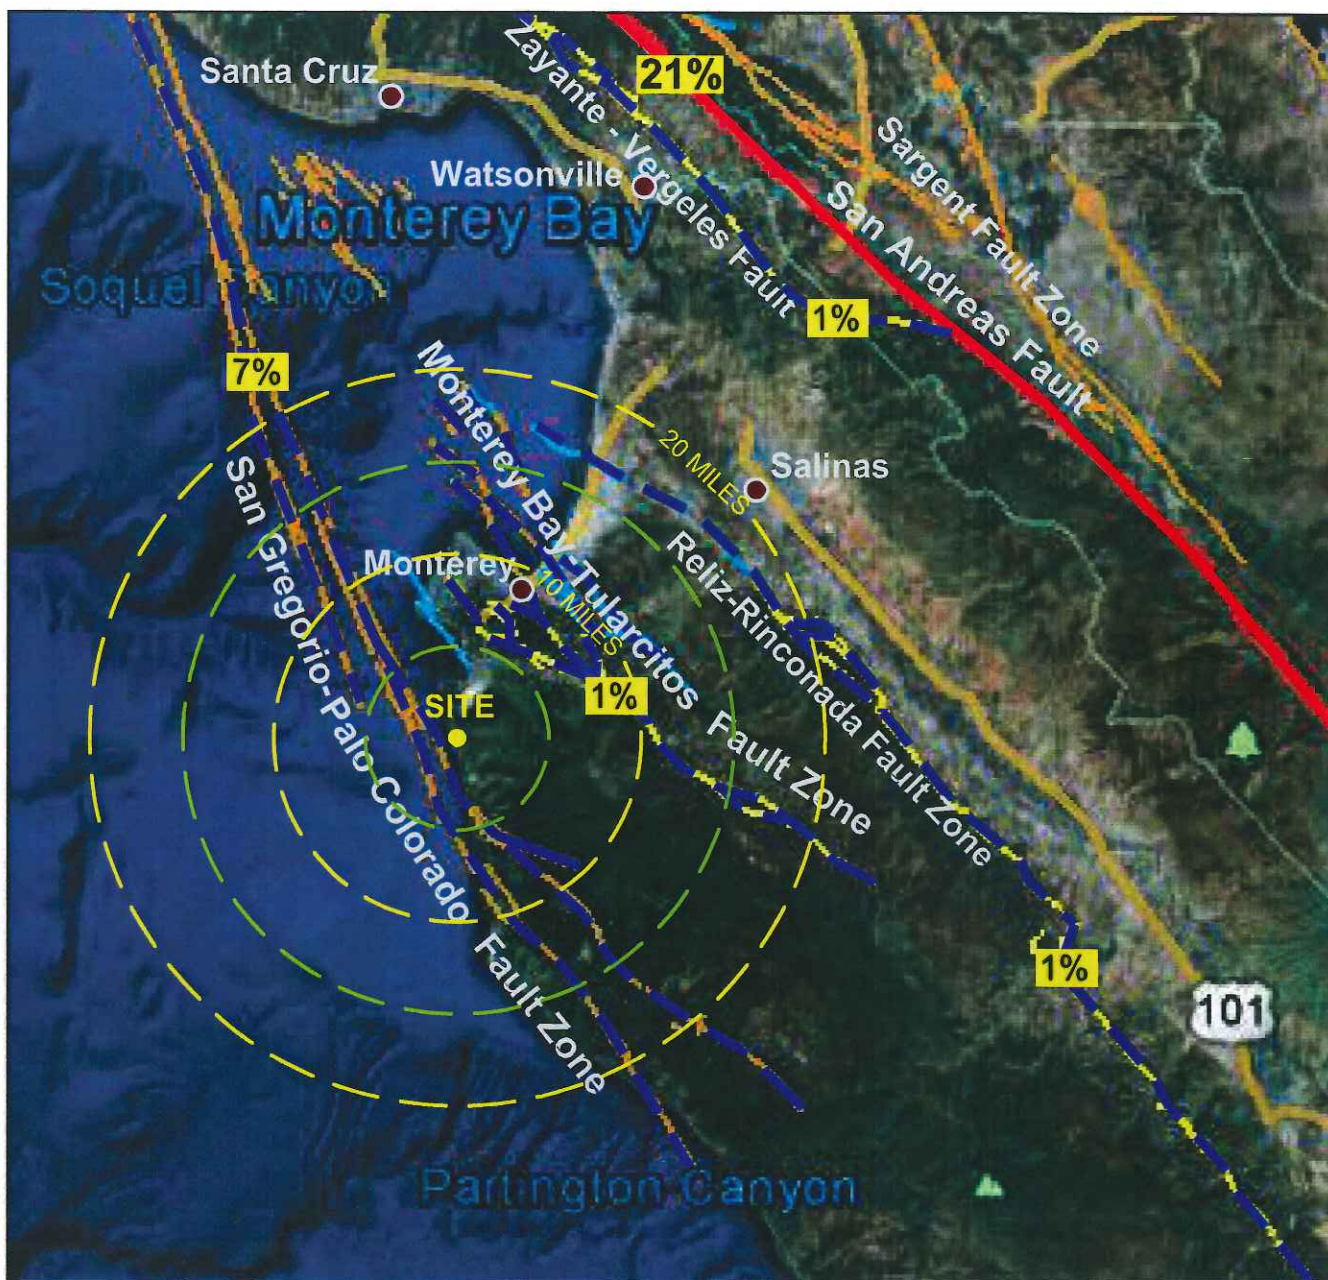 Santa Cruz
21%
Zayante - Vergeles Fault
Sargent Fault Zone
Watsonville
San Andreas Fault
Monterey Bay
Soquel Canyon
1%
7%
Monterey Bay-Tularcitos Fault Zone
20 MILES
Salinas
San Gregorio-Palo Colorado Fault Zone
Monterey
10 MILES
Reliz-Rinconada Fault Zone
1%
SITE
1%
101
Partington Canyon